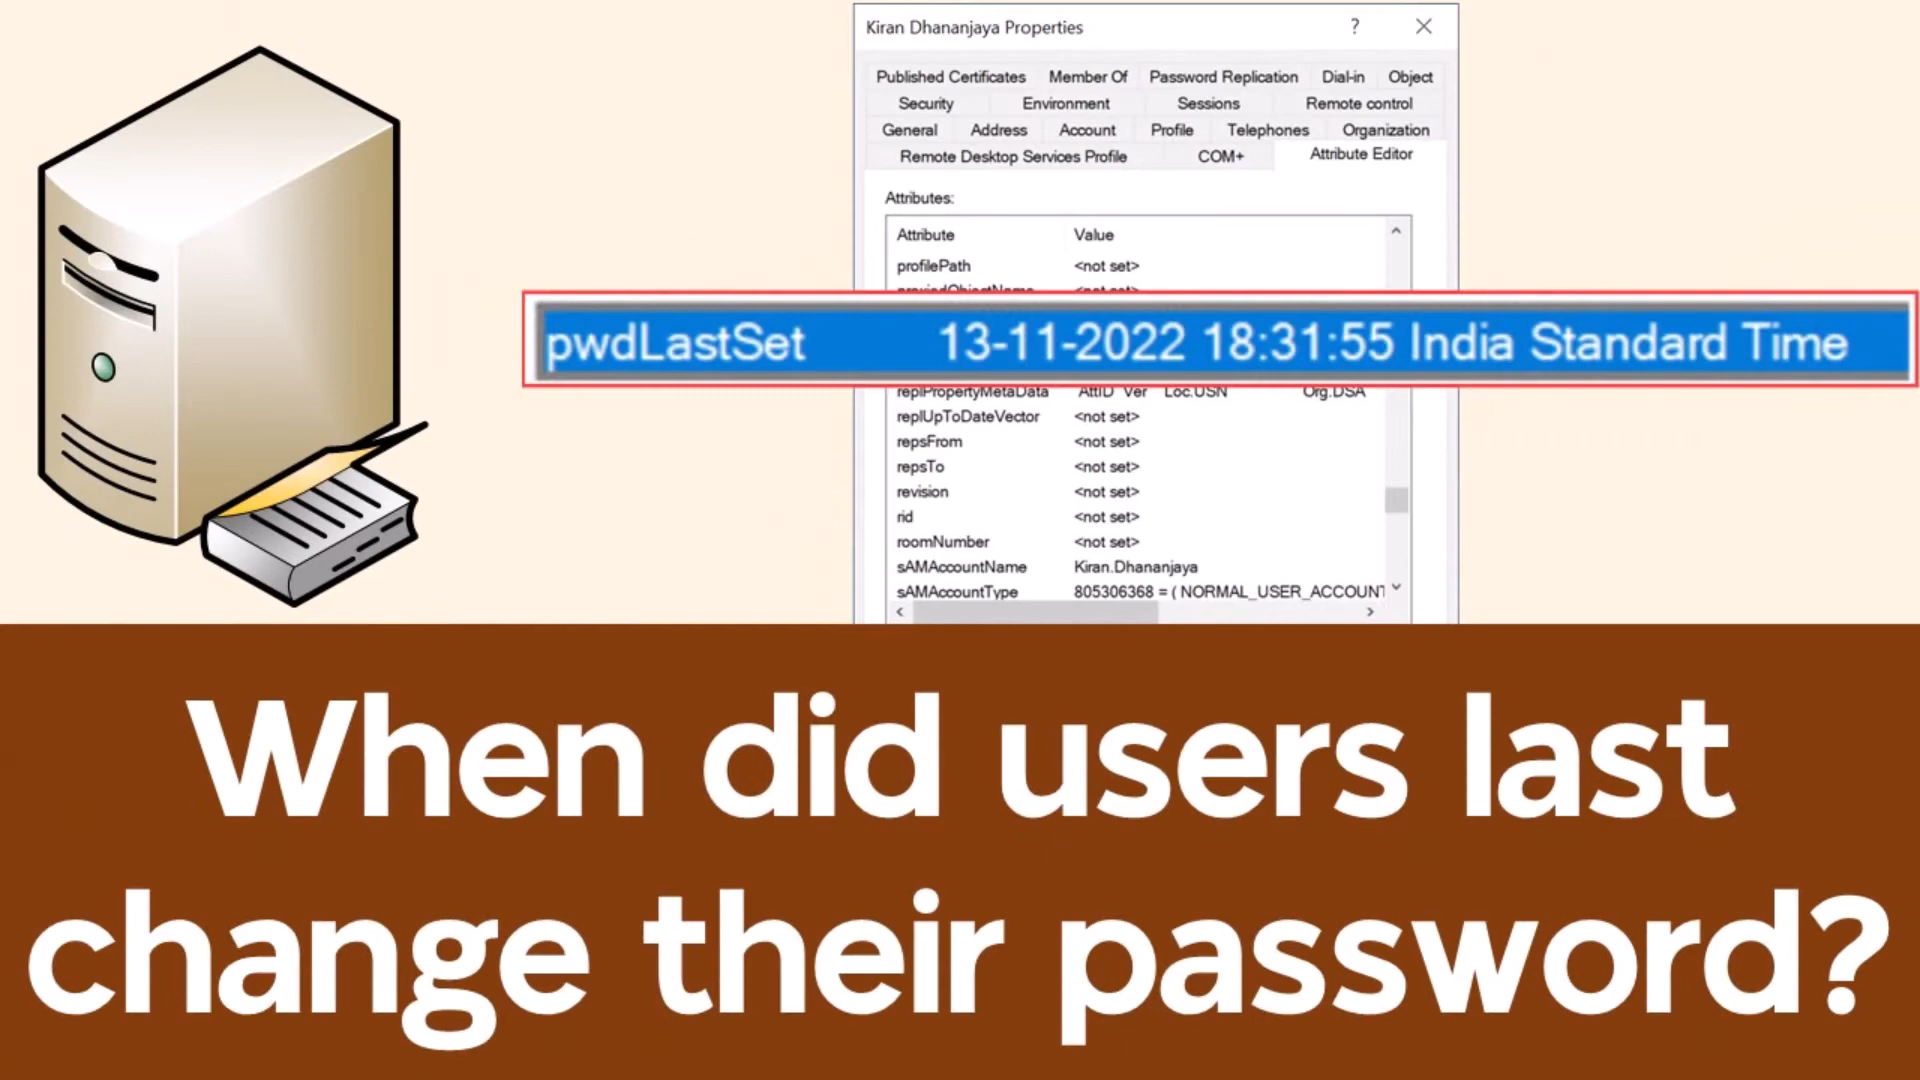 Kiran Dhananjaya Properties ?
Published Certificates Member Of Password Replication Dial-in Object
Security Environment Sessions Remote control
General Address Account Profile Telephones Organization
Remote Desktop Services Profile COM+ Attribute Editor
Attributes:
Attribute Value
profilePath <not set>
pwdLastSet 13-11-2022 18:31:55 India Standard Time
replPropertyMetaData AttID Ver Loc.USN Org.DSA
replUpToDateVector <not set>
repsFrom <not set>
repsTo <not set>
revision <not set>
rid <not set>
roomNumber <not set>
sAMAccountName Kiran.Dhananjaya
sAMAccountType 805306368 = ( NORMAL_USER_ACCOUNT
When did users last
change their password?